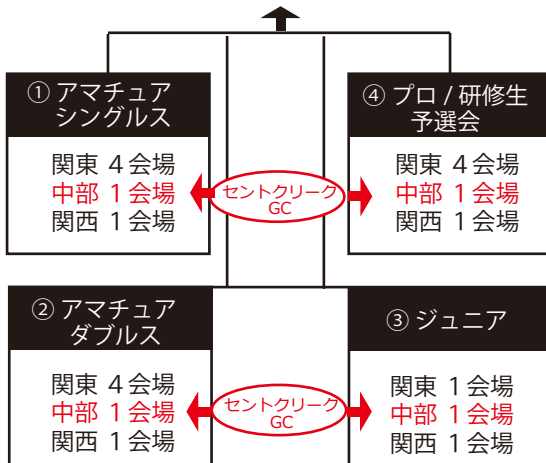 ① アマチュア
シングルス
関東 4会場
中部 1会場
関西 1会場
セントクリーク
GC
④ プロ / 研修生
予選会
関東 4会場
中部 1会場
関西 1会場
② アマチュア
ダブルス
関東 4会場
中部 1会場
関西 1会場
セントクリーク
GC
③ ジュニア
関東 1会場
中部 1会場
関西 1会場